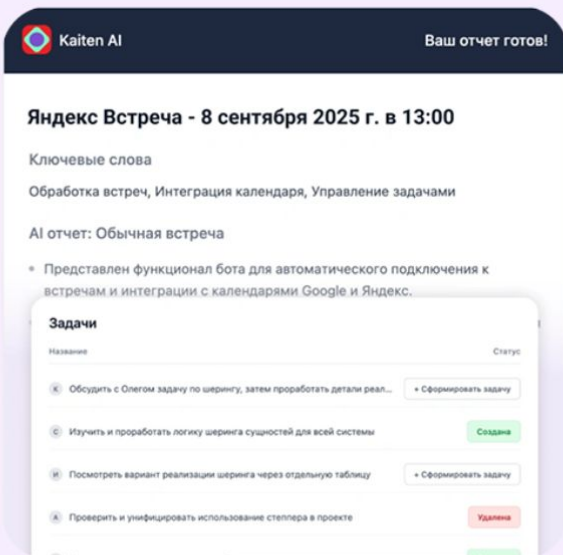 Kaiten AI
Ваш отчет готов!
Яндекс Встреча - 8 сентября 2025 г. в 13:00
Ключевые слова
Обработка встреч, Интеграция календаря, Управление задачами
AI отчет: Обычная встреча
• Представлен функционал бота для автоматического подключения к
встречам и интеграции с календарями Google и Яндекс.
Задачи
Название
Статус
К Обсудить с Олегом задачу по шерингу, затем проработать детали реал...
+ Сформировать задачу
С Изучить и проработать логику шеринга сущностей для всей системы
Создана
И Посмотреть вариант реализации шеринга через отдельную таблицу
+ Сформировать задачу
А Проверить и унифицировать использование степпера в проекте
Удалена